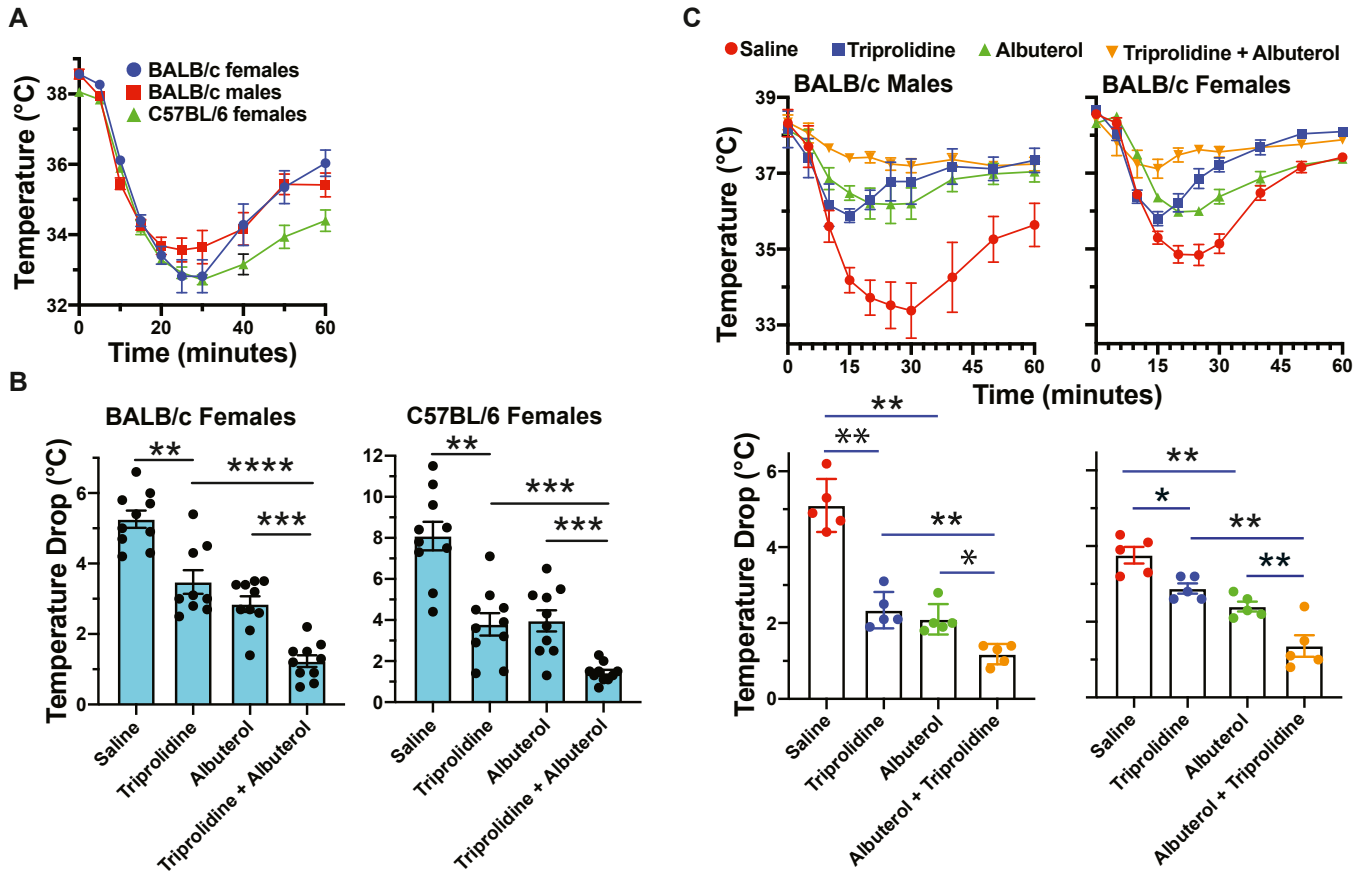 A
BALB/c females
BALB/c males
C57BL/6 females
Temperature (°C)
38
36
34
32
0 20 40 60
Time (minutes)
B
BALB/c Females
** **** ***
Temperature Drop (°C)
6
4
2
0
Saline
Triprolidine
Albuterol
Triprolidine + Albuterol
C57BL/6 Females
** *** ***
12
10
8
6
4
2
0
Saline
Triprolidine
Albuterol
Triprolidine + Albuterol
C
Saline Triprolidine Albuterol Triprolidine + Albuterol
BALB/c Males BALB/c Females
Temperature (°C)
39
37
35
33
0 15 30 45 60
0 15 30 45 60
Time (minutes)
Temperature Drop (°C)
6
4
2
0
** ** ** *
Saline
Triprolidine
Albuterol
Albuterol + Triprolidine
** * ** **
Saline
Triprolidine
Albuterol
Albuterol + Triprolidine